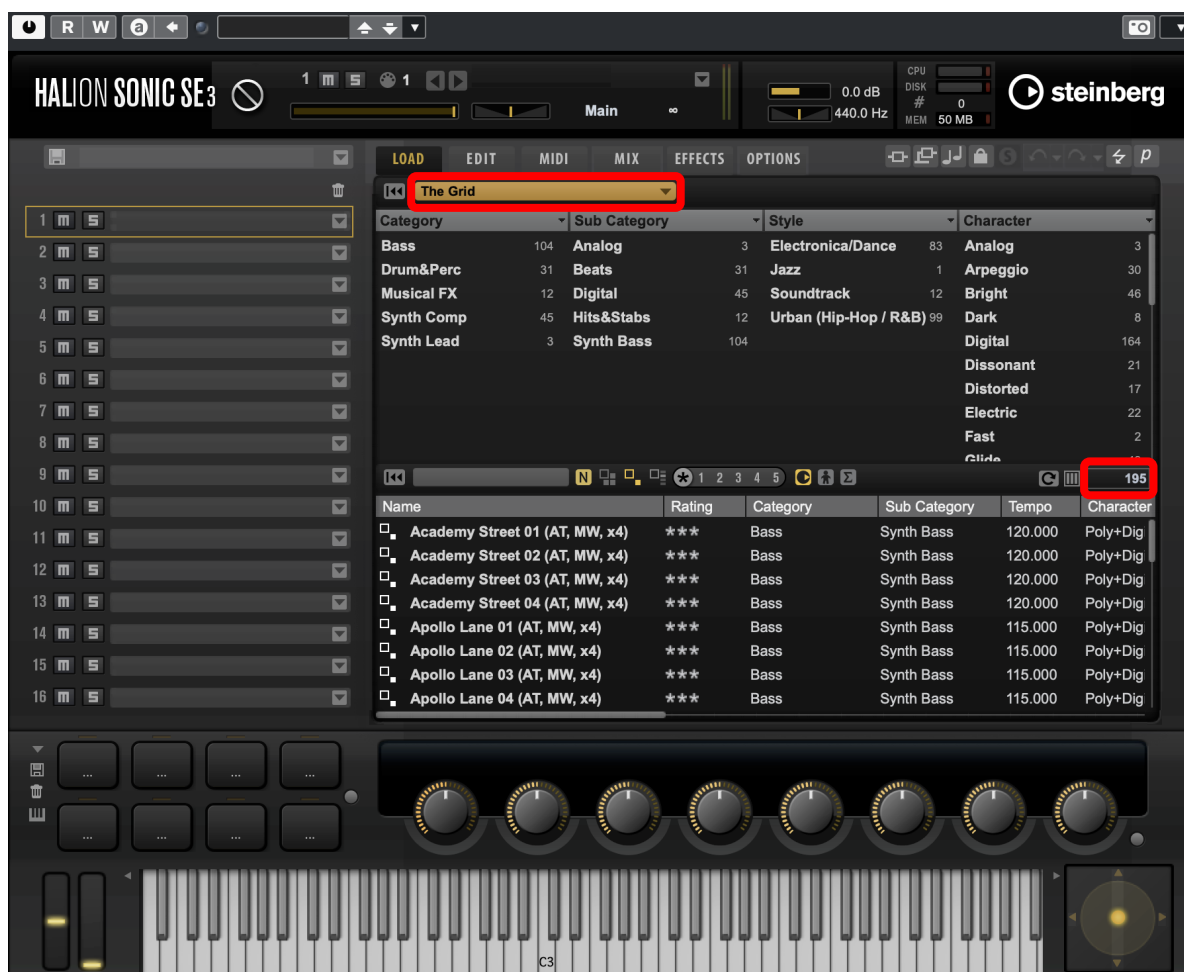 R W a
HALION SONIC SE 3
1 m S 1
Main ∞
0.0 dB
440.0 Hz
CPU
DISK
# 0
MEM 50 MB
steinberg
LOAD EDIT MIDI MIX EFFECTS OPTIONS S p
The Grid
Category Sub Category Style Character
Bass 104 Analog 3 Electronica/Dance 83 Analog 3
Drum&Perc 31 Beats 31 Jazz 1 Arpeggio 30
Musical FX 12 Digital 45 Soundtrack 12 Bright 46
Synth Comp 45 Hits&Stabs 12 Urban (Hip-Hop / R&B) 99 Dark 8
Synth Lead 3 Synth Bass 104 Digital 164
Dissonant 21
Distorted 17
Electric 22
Fast 2
Glide
N * 1 2 3 4 5 Σ 195
Name Rating Category Sub Category Tempo Character
Academy Street 01 (AT, MW, x4) *** Bass Synth Bass 120.000 Poly+Dig
Academy Street 02 (AT, MW, x4) *** Bass Synth Bass 120.000 Poly+Dig
Academy Street 03 (AT, MW, x4) *** Bass Synth Bass 120.000 Poly+Dig
Academy Street 04 (AT, MW, x4) *** Bass Synth Bass 120.000 Poly+Dig
Apollo Lane 01 (AT, MW, x4) *** Bass Synth Bass 115.000 Poly+Dig
Apollo Lane 02 (AT, MW, x4) *** Bass Synth Bass 115.000 Poly+Dig
Apollo Lane 03 (AT, MW, x4) *** Bass Synth Bass 115.000 Poly+Dig
Apollo Lane 04 (AT, MW, x4) *** Bass Synth Bass 115.000 Poly+Dig
1 m S
2 m S
3 m S
4 m S
5 m S
6 m S
7 m S
8 m S
9 m S
10 m S
11 m S
12 m S
13 m S
14 m S
15 m S
16 m S
... ... ... ...
... ... ... ...
C3